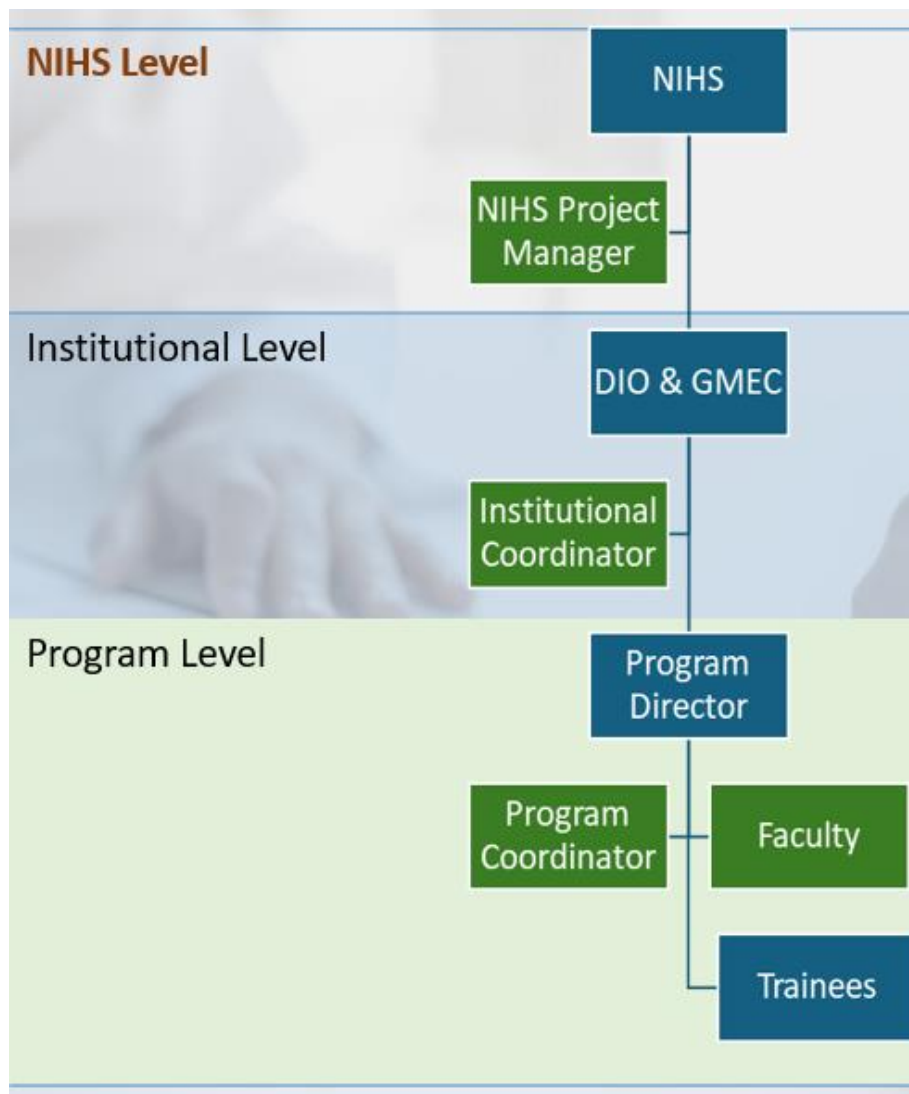 NIHS Level
NIHS
NIHS Project
Manager
Institutional Level
DIO & GMEC
Institutional
Coordinator
Program Level
Program
Director
Program
Coordinator
Faculty
Trainees